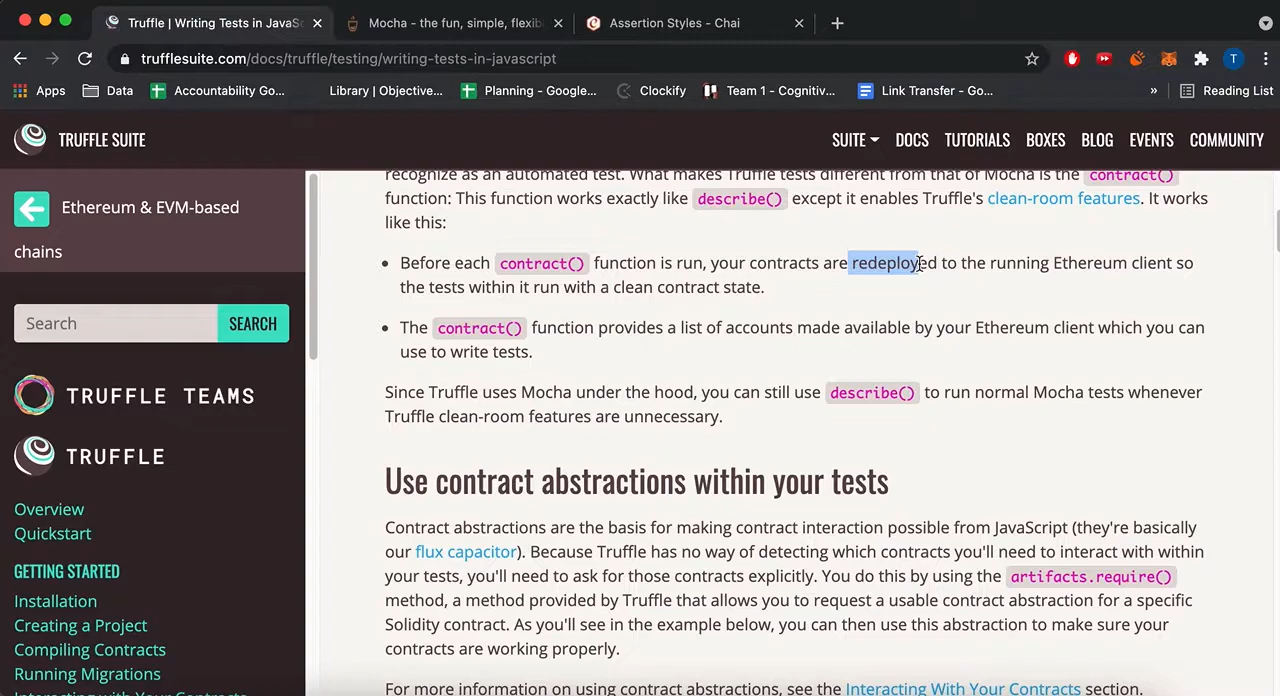 Truffle | Writing Tests in JavaSc
Mocha - the fun, simple, flexib
Assertion Styles - Chai
trufflesuite.com/docs/truffle/testing/writing-tests-in-javascript
T
Apps
Data
Accountability Go...
Library | Objective...
Planning - Google...
Clockify
Team 1 - Cognitiv...
Link Transfer - Go...
»
Reading List
TRUFFLE SUITE
SUITE
DOCS
TUTORIALS
BOXES
BLOG
EVENTS
COMMUNITY
Ethereum & EVM-based
chains
Search
SEARCH
TRUFFLE TEAMS
TRUFFLE
Overview
Quickstart
GETTING STARTED
Installation
Creating a Project
Compiling Contracts
Running Migrations
Interacting with Your Contracts
recognize as an automated test. What makes Truffle tests different from that of Mocha is the contract()
function: This function works exactly like describe() except it enables Truffle's clean-room features. It works
like this:
• Before each contract() function is run, your contracts are redeployed to the running Ethereum client so
the tests within it run with a clean contract state.
• The contract() function provides a list of accounts made available by your Ethereum client which you can
use to write tests.
Since Truffle uses Mocha under the hood, you can still use describe() to run normal Mocha tests whenever
Truffle clean-room features are unnecessary.
Use contract abstractions within your tests
Contract abstractions are the basis for making contract interaction possible from JavaScript (they're basically
our flux capacitor). Because Truffle has no way of detecting which contracts you'll need to interact with within
your tests, you'll need to ask for those contracts explicitly. You do this by using the artifacts.require()
method, a method provided by Truffle that allows you to request a usable contract abstraction for a specific
Solidity contract. As you'll see in the example below, you can then use this abstraction to make sure your
contracts are working properly.
For more information on using contract abstractions, see the Interacting With Your Contracts section.